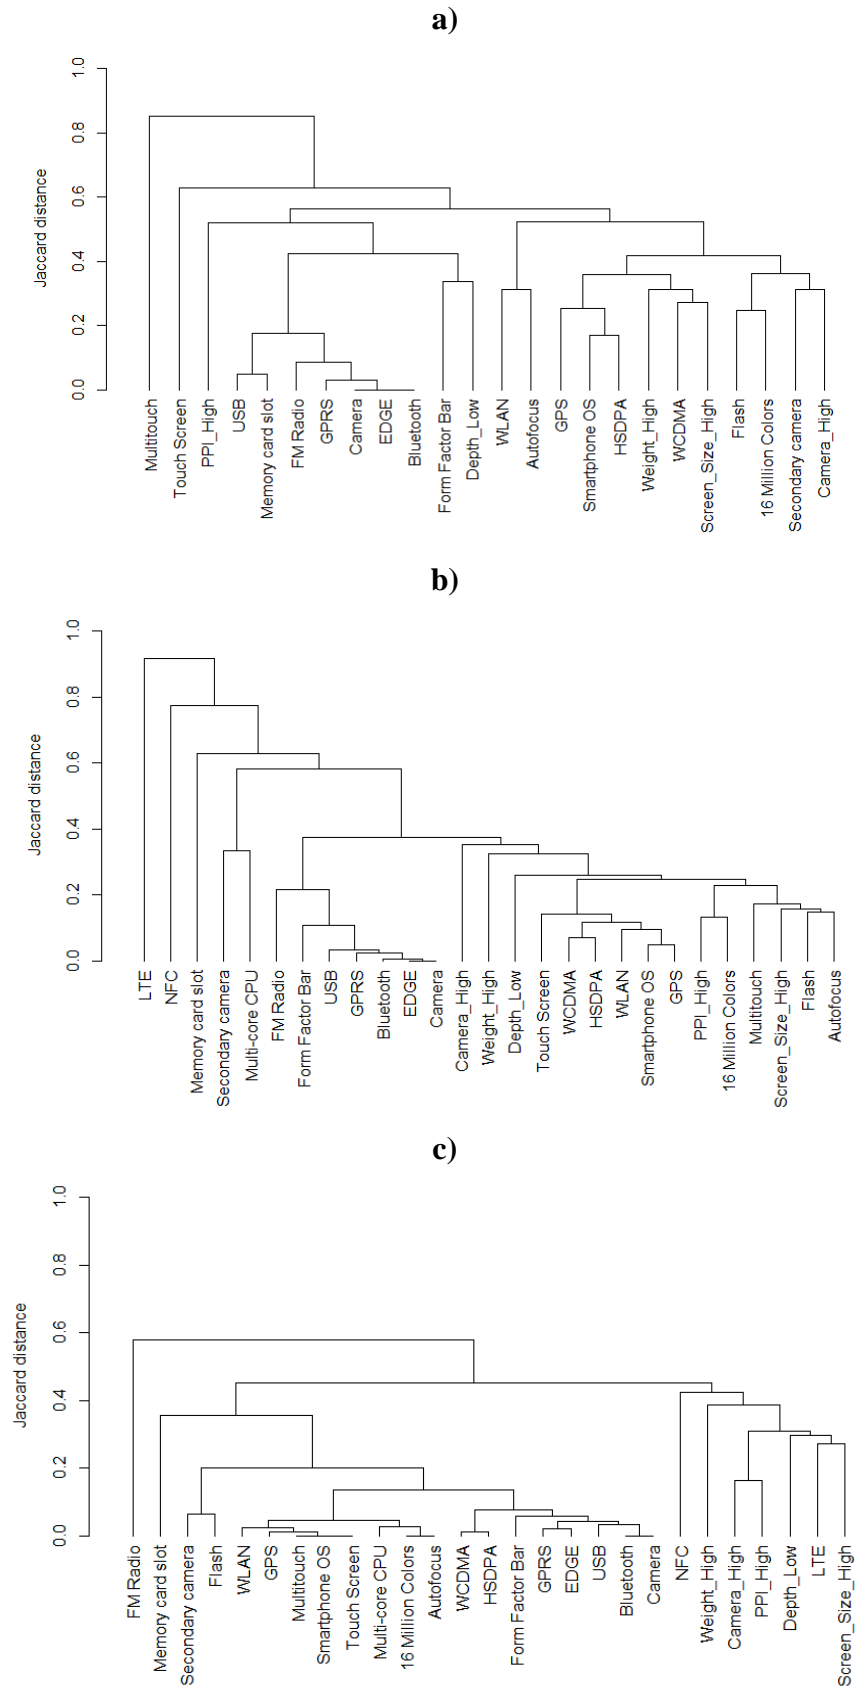 a)
Jaccard distance
1.0
0.8
0.6
0.4
0.2
0.0
Multitouch
Touch Screen
PPI_High
USB
Memory card slot
FM Radio
GPRS
Camera
EDGE
Bluetooth
Form Factor Bar
Depth_Low
WLAN
Autofocus
GPS
Smartphone OS
HSDPA
Weight_High
WCDMA
Screen_Size_High
Flash
16 Million Colors
Secondary camera
Camera_High
b)
Jaccard distance
1.0
0.8
0.6
0.4
0.2
0.0
LTE
NFC
Memory card slot
Secondary camera
Multi-core CPU
FM Radio
Form Factor Bar
USB
GPRS
Bluetooth
EDGE
Camera
Camera_High
Weight_High
Depth_Low
Touch Screen
WCDMA
HSDPA
WLAN
Smartphone OS
GPS
PPI_High
16 Million Colors
Multitouch
Screen_Size_High
Flash
Autofocus
c)
Jaccard distance
1.0
0.8
0.6
0.4
0.2
0.0
FM Radio
Memory card slot
Secondary camera
Flash
WLAN
GPS
Multitouch
Smartphone OS
Touch Screen
Multi-core CPU
16 Million Colors
Autofocus
WCDMA
HSDPA
Form Factor Bar
GPRS
EDGE
USB
Bluetooth
Camera
NFC
Weight_High
Camera_High
PPI_High
Depth_Low
LTE
Screen_Size_High